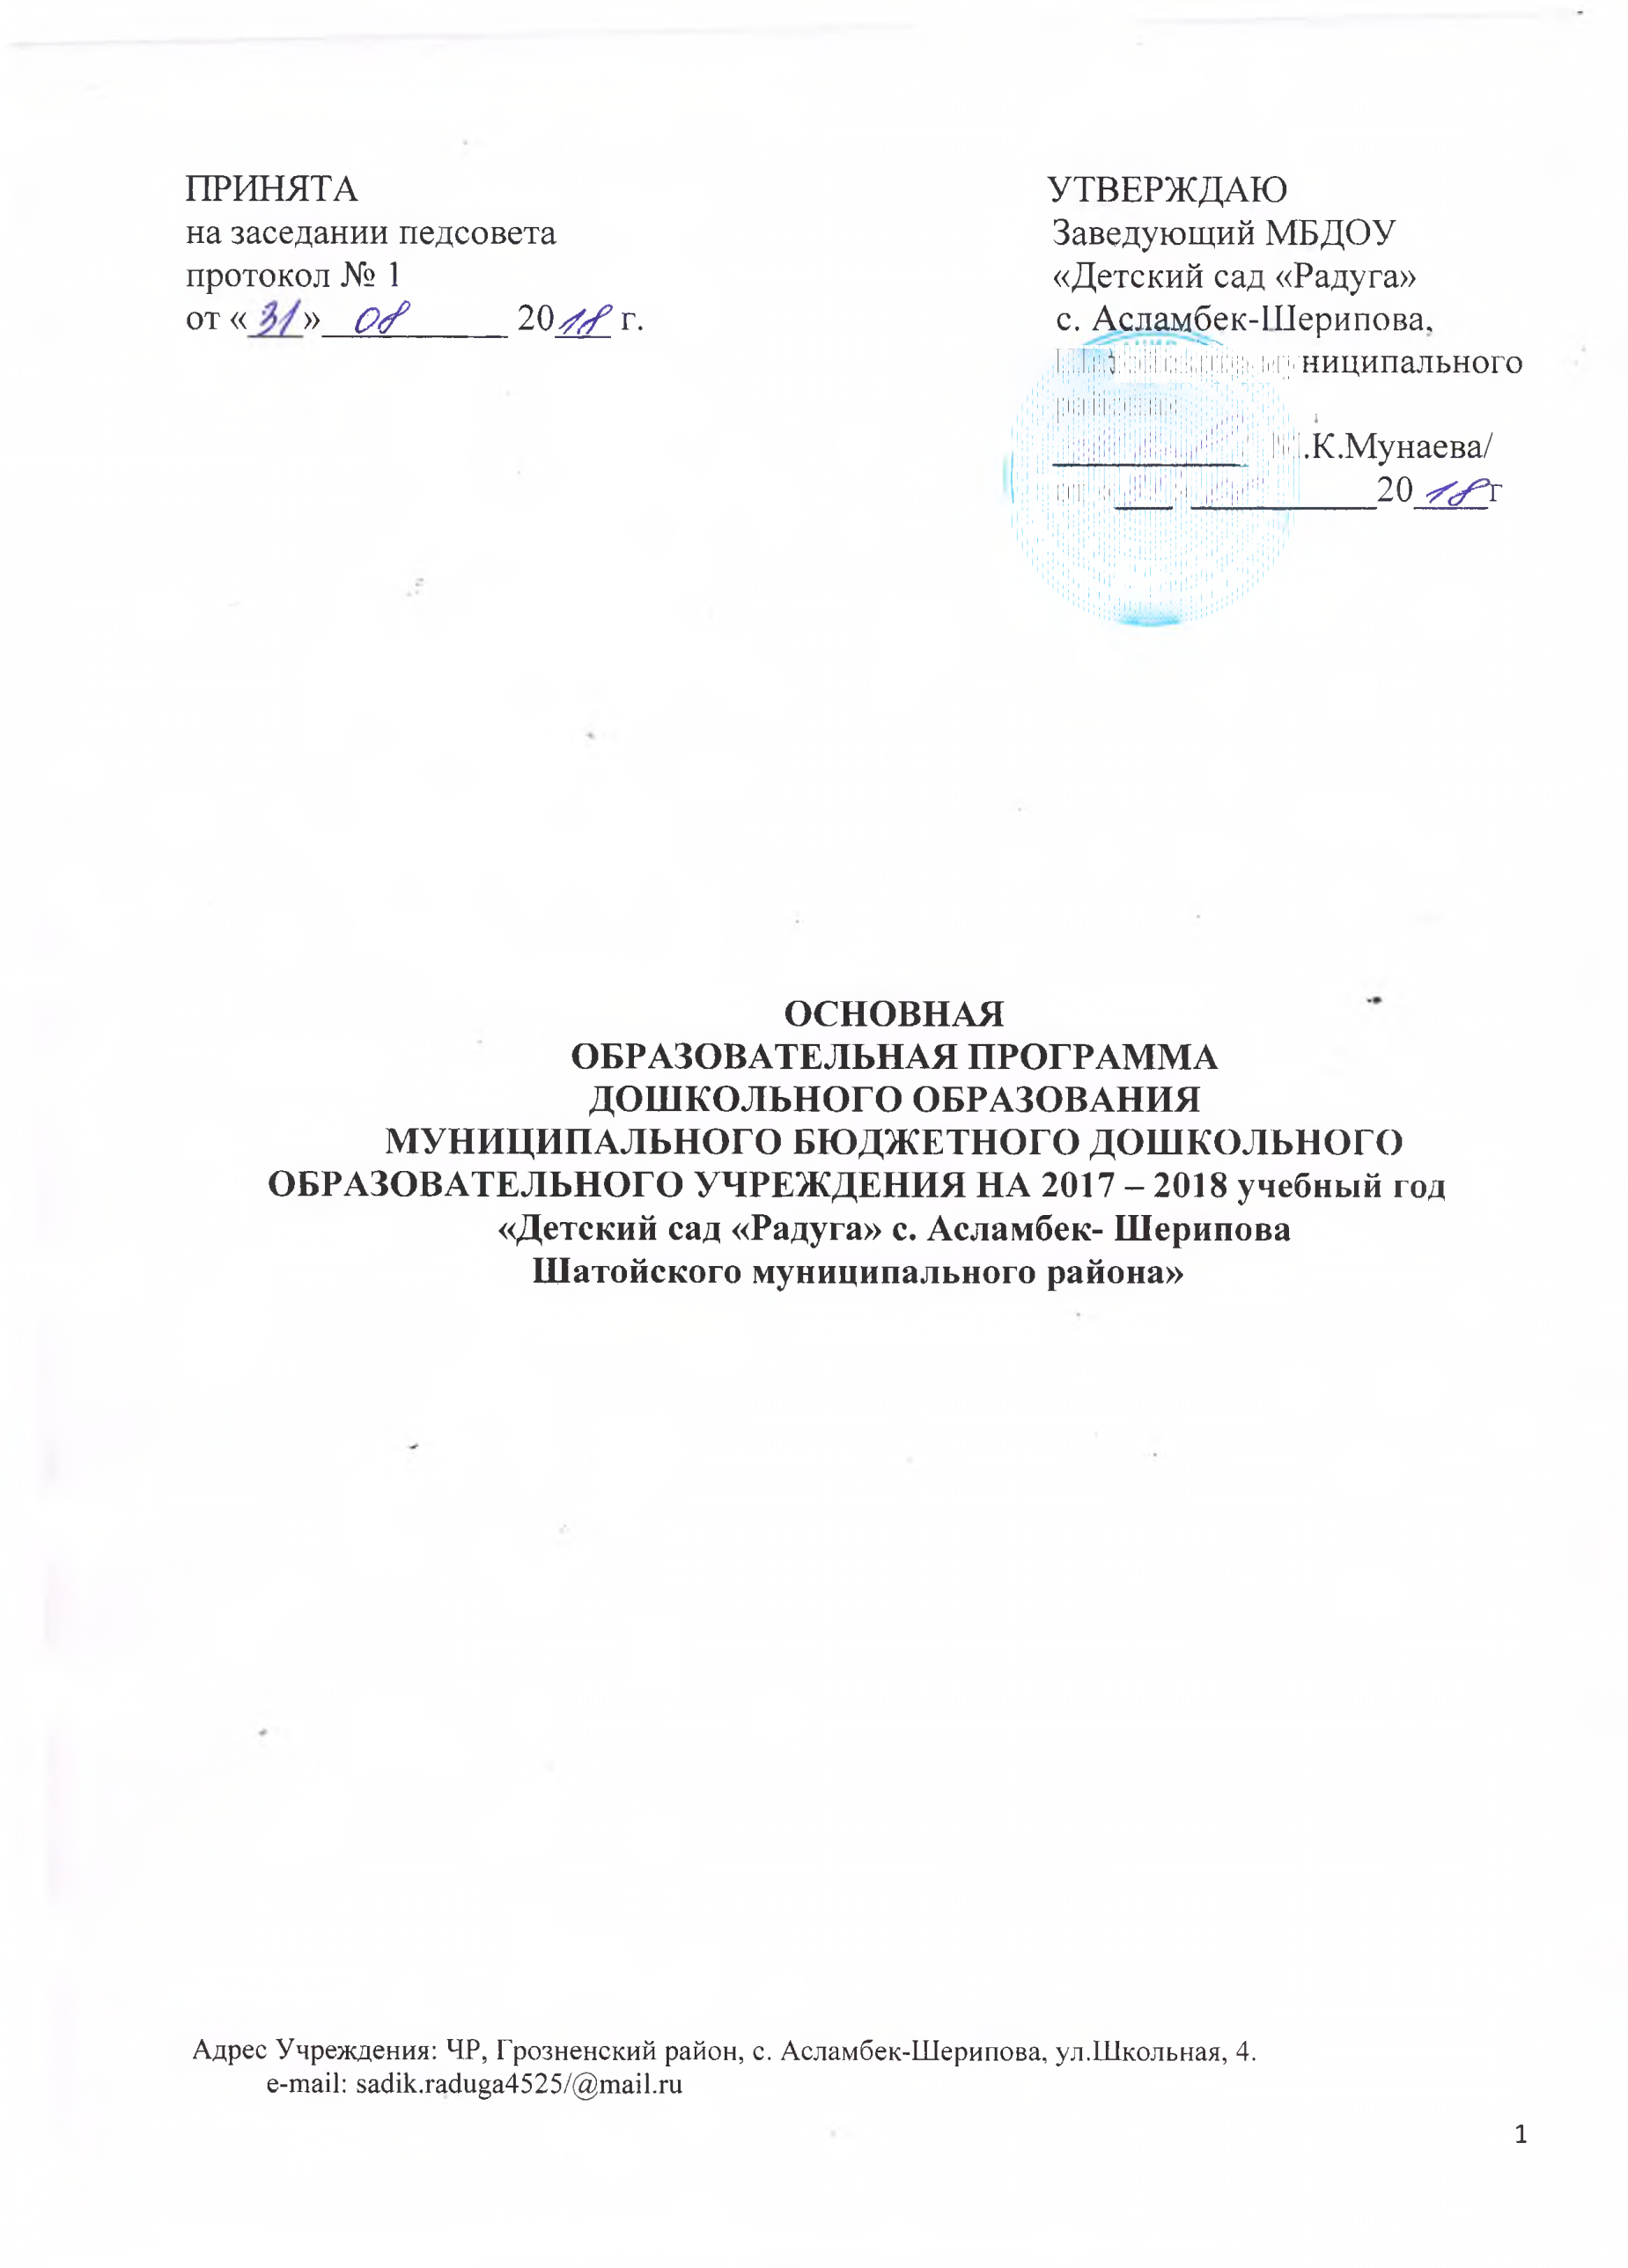 ПРИНЯТА
на заседании педсовета
протокол № 1
от «31» 08 2018 г.
УТВЕРЖДАЮ
Заведующий МБДОУ
«Детский сад «Радуга»
с. Асламбек-Шерипова,
ниципального
.К.Мунаева/
2018г
ОСНОВНАЯ
ОБРАЗОВАТЕЛЬНАЯ ПРОГРАММА
ДОШКОЛЬНОГО ОБРАЗОВАНИЯ
МУНИЦИПАЛЬНОГО БЮДЖЕТНОГО ДОШКОЛЬНОГО
ОБРАЗОВАТЕЛЬНОГО УЧРЕЖДЕНИЯ НА 2017 – 2018 учебный год
«Детский сад «Радуга» с. Асламбек- Шерипова
Шатойского муниципального района»
Адрес Учреждения: ЧР, Грозненский район, с. Асламбек-Шерипова, ул.Школьная, 4.
e-mail: sadik.raduga4525/@mail.ru
1